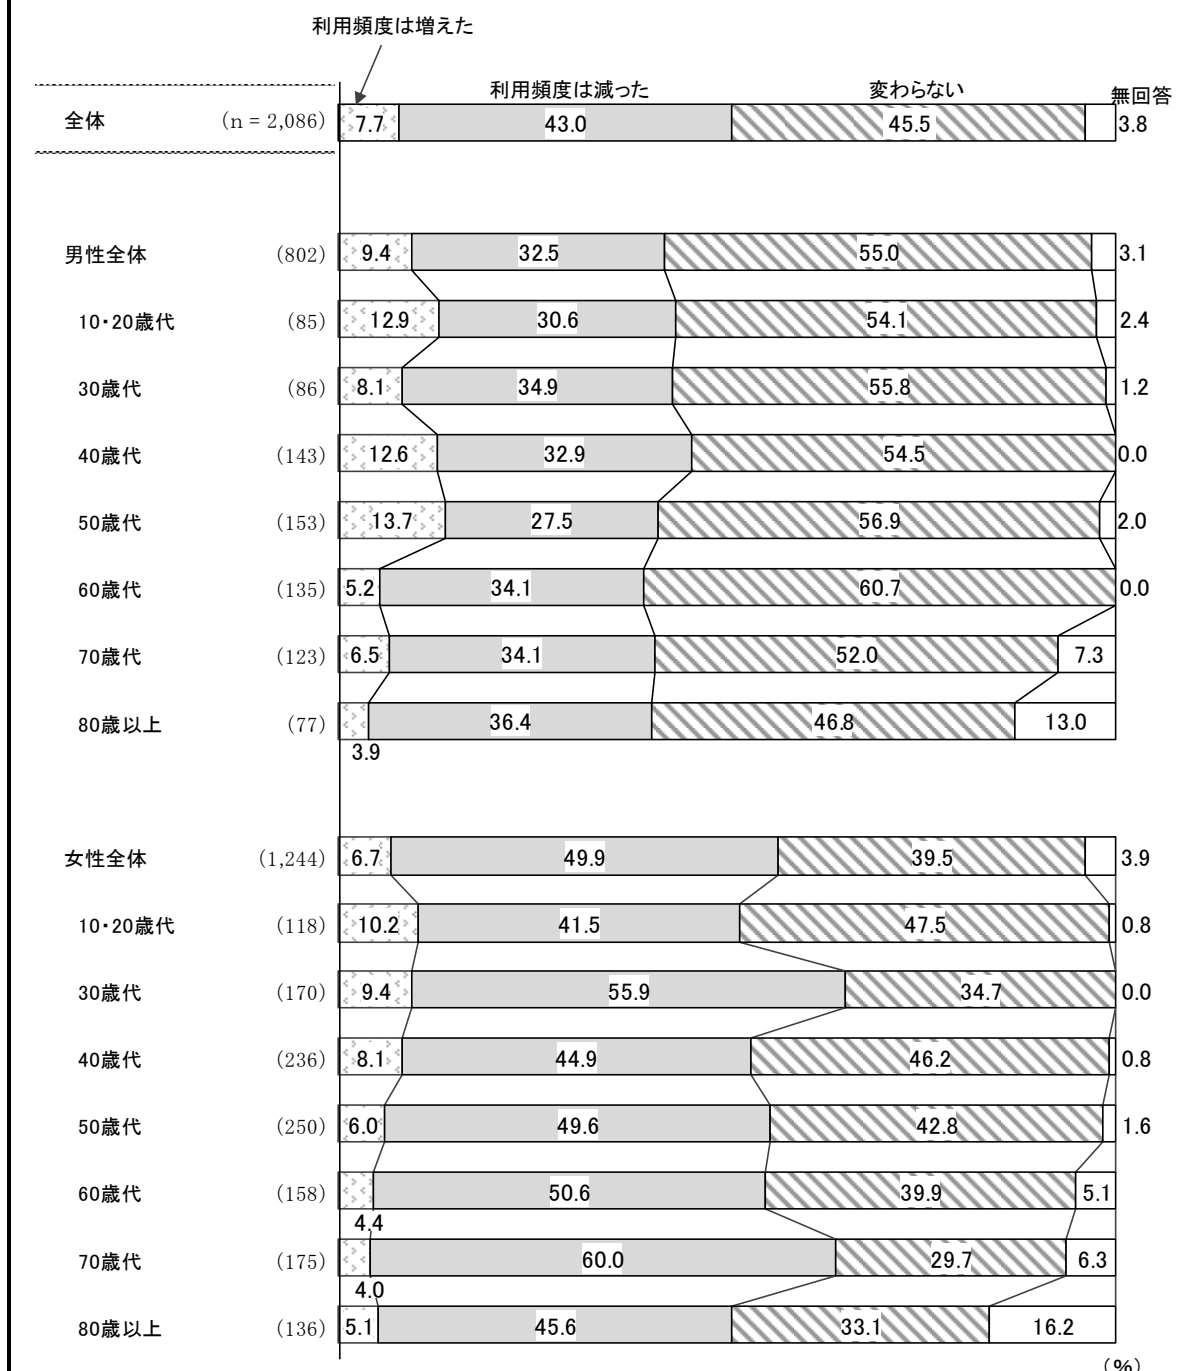 利用頻度は増えた
利用頻度は減った 変わらない 無回答
全体 (n = 2,086) 7.7 43.0 45.5 3.8
男性全体 (802) 9.4 32.5 55.0 3.1
10・20歳代 (85) 12.9 30.6 54.1 2.4
30歳代 (86) 8.1 34.9 55.8 1.2
40歳代 (143) 12.6 32.9 54.5 0.0
50歳代 (153) 13.7 27.5 56.9 2.0
60歳代 (135) 5.2 34.1 60.7 0.0
70歳代 (123) 6.5 34.1 52.0 7.3
80歳以上 (77) 36.4 46.8 13.0
3.9
女性全体 (1,244) 6.7 49.9 39.5 3.9
10・20歳代 (118) 10.2 41.5 47.5 0.8
30歳代 (170) 9.4 55.9 34.7 0.0
40歳代 (236) 8.1 44.9 46.2 0.8
50歳代 (250) 6.0 49.6 42.8 1.6
60歳代 (158) 50.6 39.9 5.1
4.4
70歳代 (175) 60.0 29.7 6.3
4.0
80歳以上 (136) 5.1 45.6 33.1 16.2
(%)